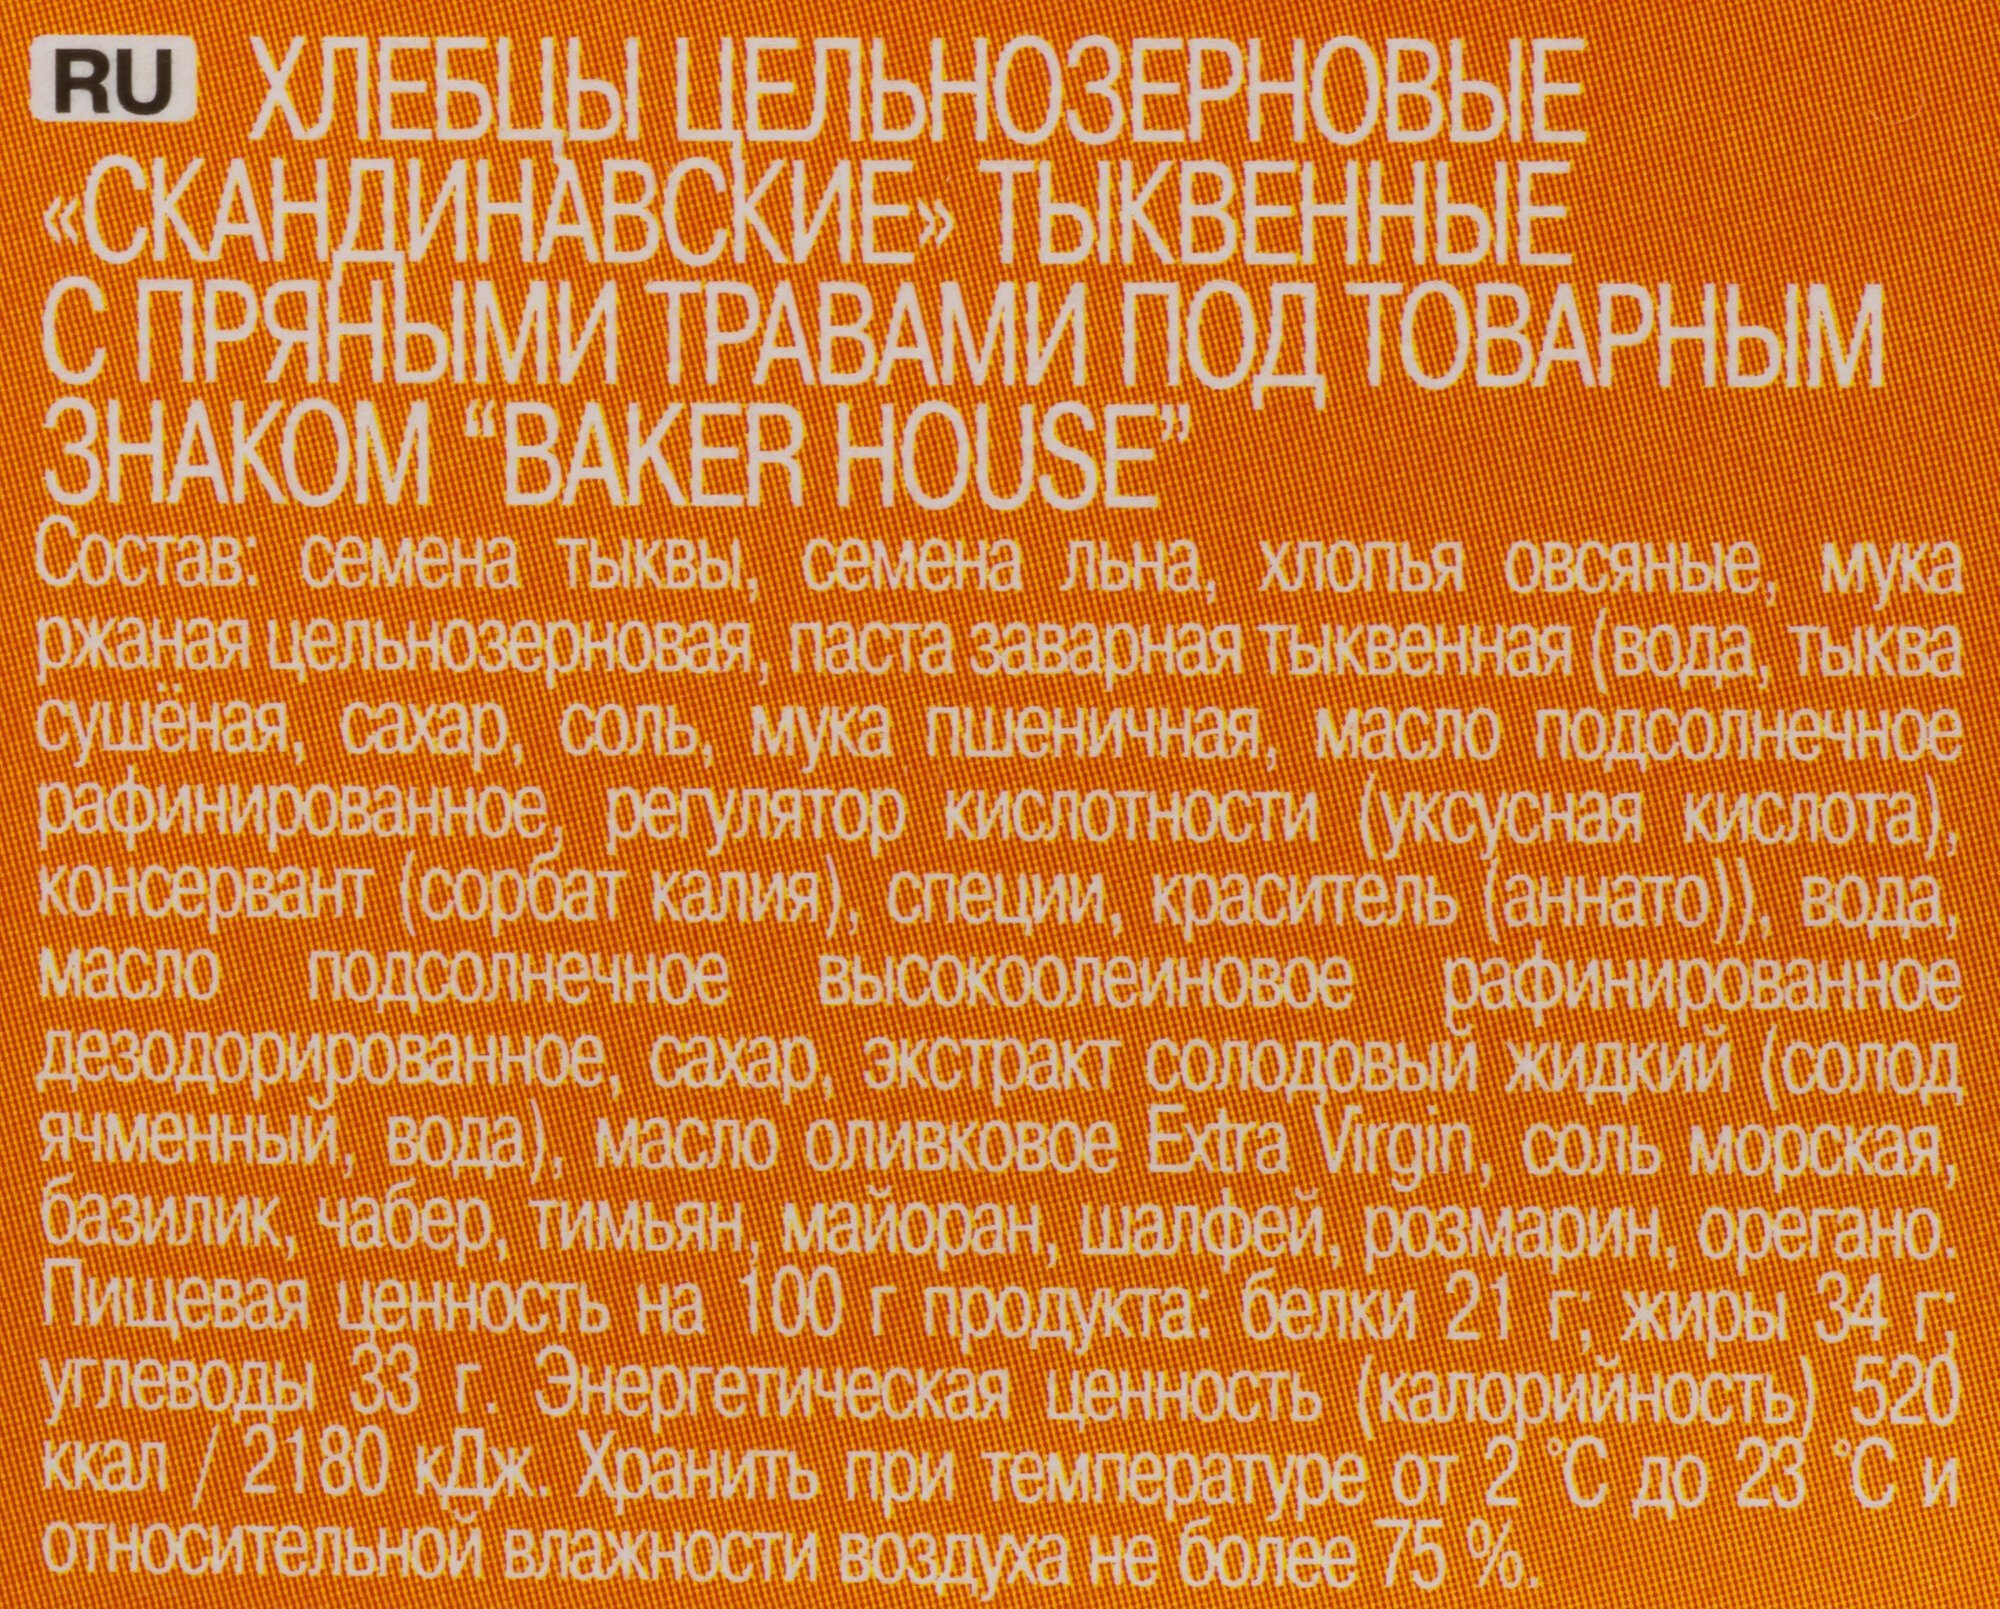 RU ХЛЕБЦЫ ЦЕЛЬНОЗЕРНОВЫЕ
«СКАНДИНАВСКИЕ» ТЫКВЕННЫЕ
С ПРЯНЫМИ ТРАВАМИ ПОД ТОВАРНЫМ
ЗНАКОМ “BAKER HOUSE”
Состав: семена тыквы, семена льна, хлопья овсяные, мука
ржаная цельнозерновая, паста заварная тыквенная (вода, тыква
сушёная, сахар, соль, мука пшеничная, масло подсолнечное
рафинированное, регулятор кислотности (уксусная кислота),
консервант (сорбат калия), специи, краситель (аннато)), вода,
масло подсолнечное высокоолеиновое рафинированное
дезодорированное, сахар, экстракт солодовый жидкий (солод
ячменный, вода), масло оливковое Extra Virgin, соль морская,
базилик, чабер, тимьян, майоран, шалфей, розмарин, орегано.
Пищевая ценность на 100 г продукта: белки 21 г; жиры 34 г;
углеводы 33 г. Энергетическая ценность (калорийность) 520
ккал / 2180 кДж. Хранить при температуре от 2 °С до 23 °С и
относительной влажности воздуха не более 75 %.